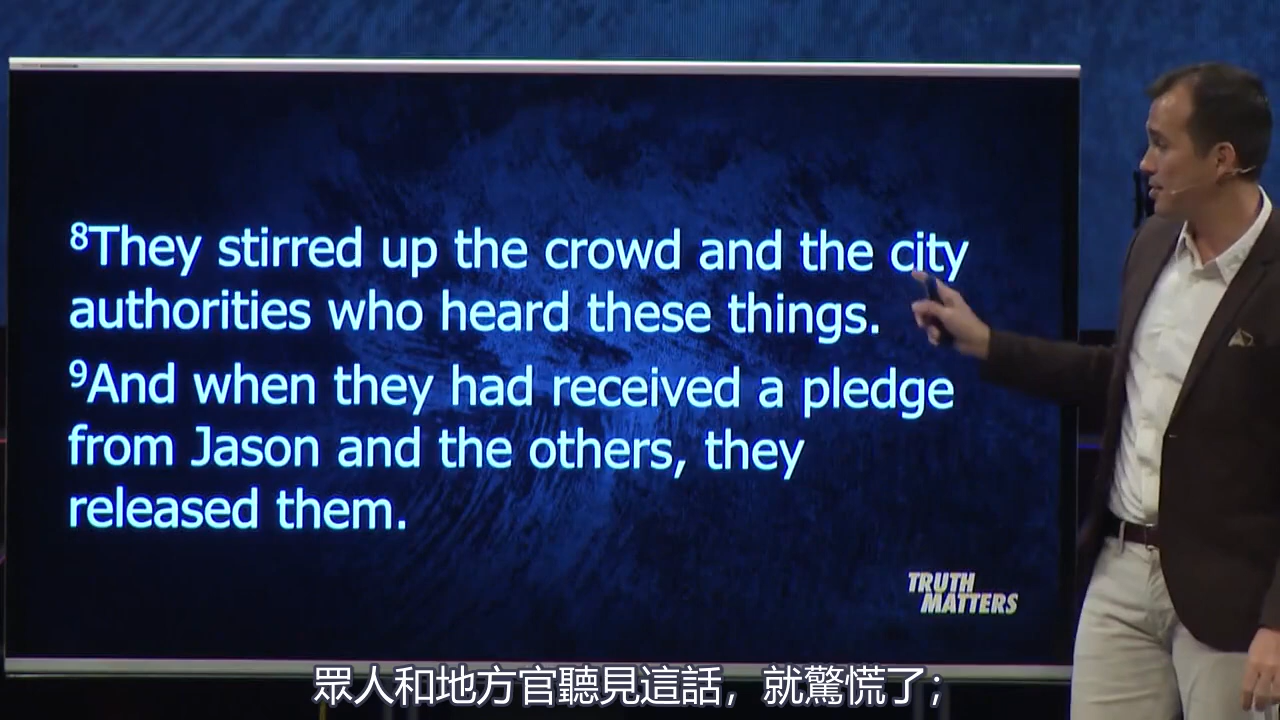 8They stirred up the crowd and the city
authorities who heard these things.
9And when they had received a pledge
from Jason and the others, they
released them.
TRUTH
MATTERS
眾人和地方官聽見這話，就驚慌了；